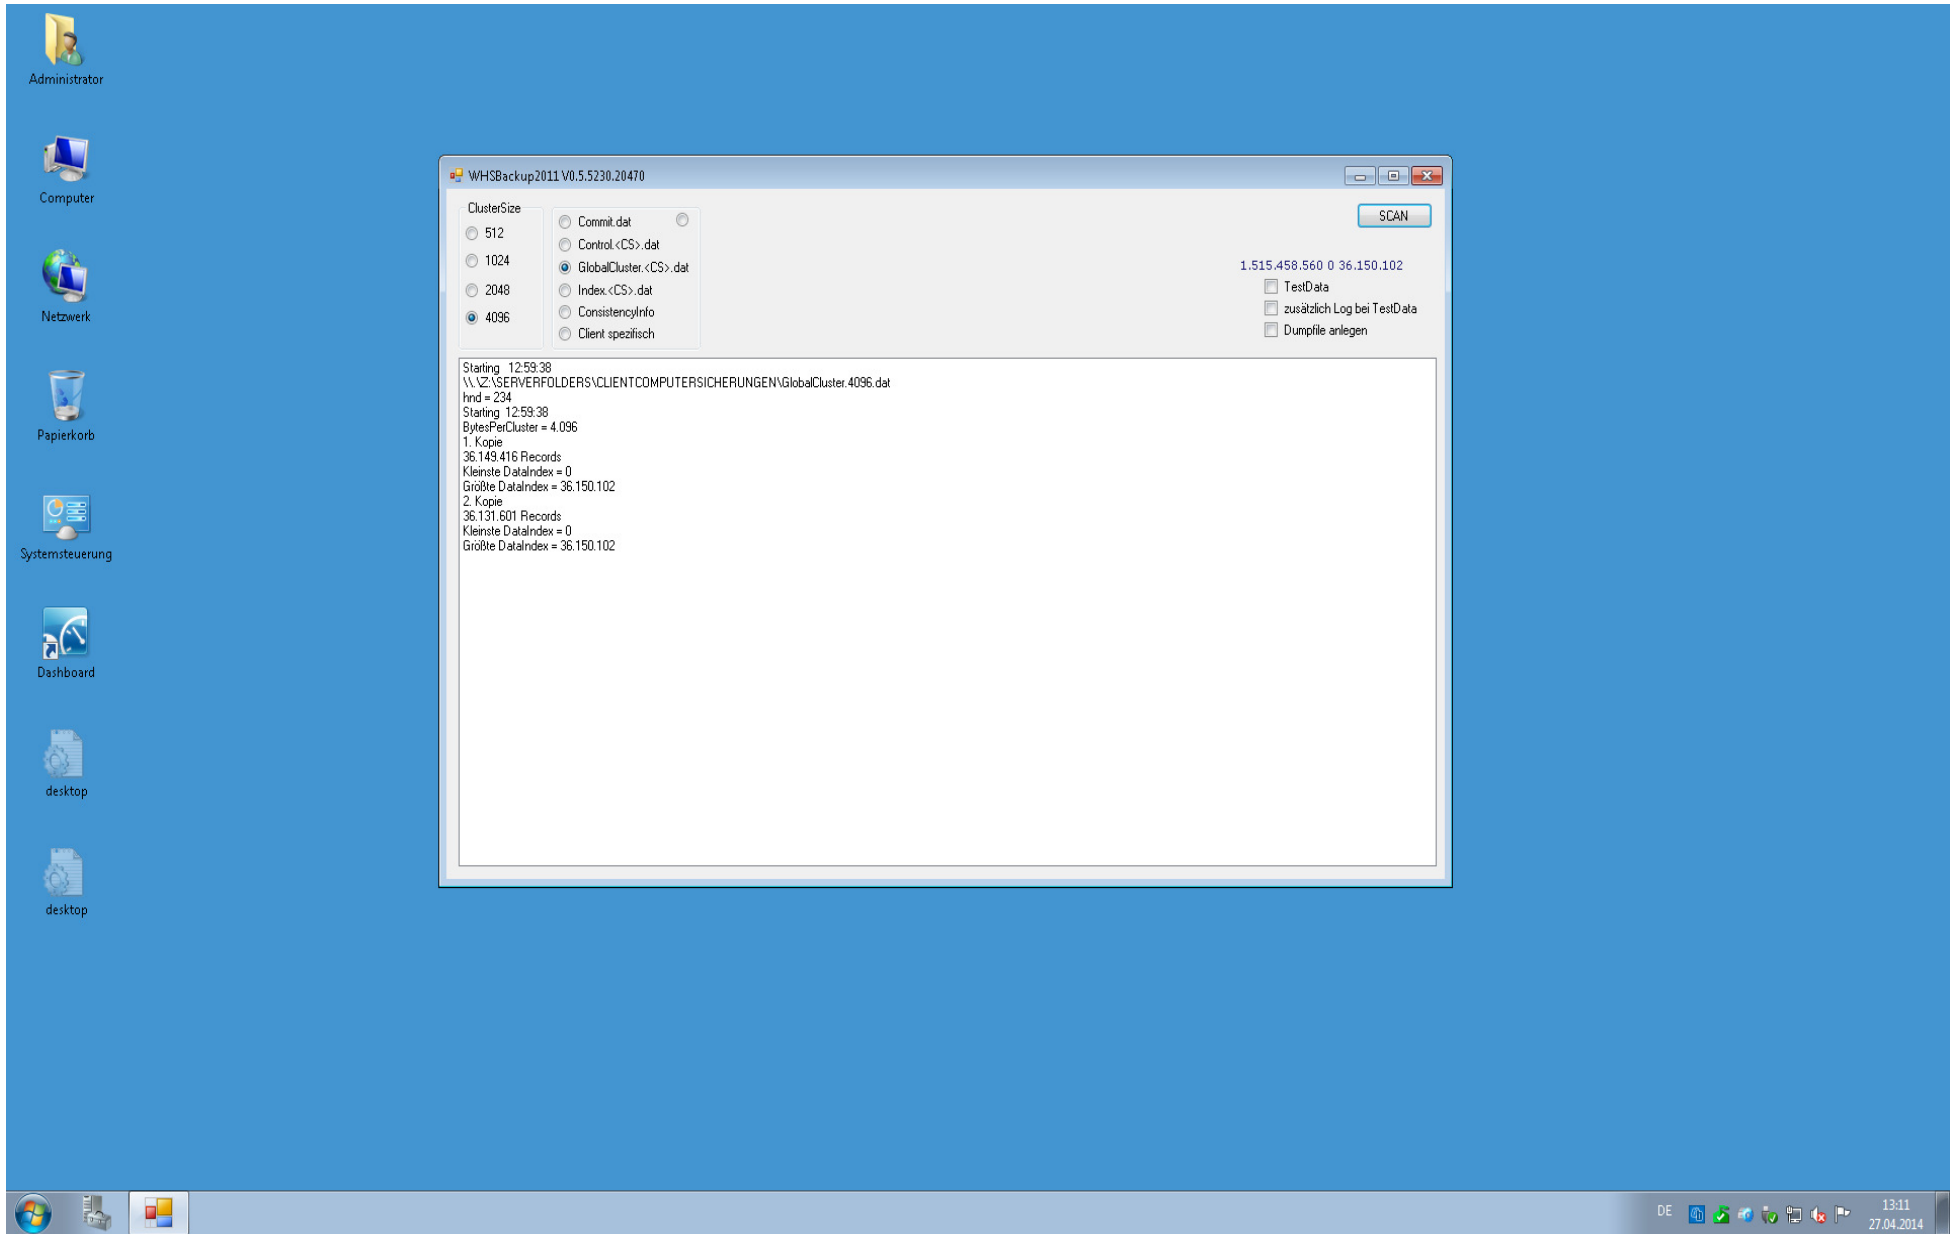 Administrator
Computer
Netzwerk
Papierkorb
Systemsteuerung
Dashboard
desktop
desktop
WHSBackup2011 V0.5.5230.20470
ClusterSize
512
1024
2048
4096
Commit.dat
Control.<CS>.dat
GlobalCluster.<CS>.dat
Index.<CS>.dat
ConsistencyInfo
Client spezifisch
SCAN
1.515.458.560 0 36.150.102
TestData
zusätzlich Log bei TestData
Dumpfile anlegen
Starting 12:59:38
\\.\Z:\SERVERFOLDERS\CLIENTCOMPUTERSICHERUNGEN\GlobalCluster.4096.dat
hnd = 234
Starting 12:59:38
BytesPerCluster = 4.096
1. Kopie
36.149.416 Records
Kleinste DataIndex = 0
Größte DataIndex = 36.150.102
2. Kopie
36.131.601 Records
Kleinste DataIndex = 0
Größte DataIndex = 36.150.102
DE
13:11
27.04.2014